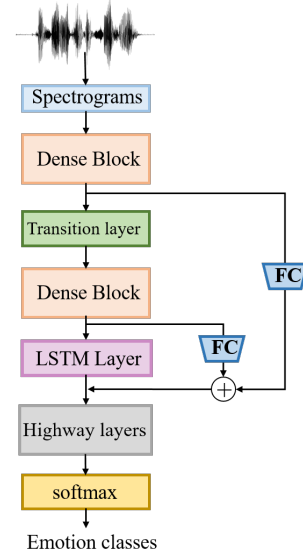 Spectrograms
Dense Block
Transition layer
FC
Dense Block
FC
LSTM Layer
+
Highway layers
softmax
Emotion classes